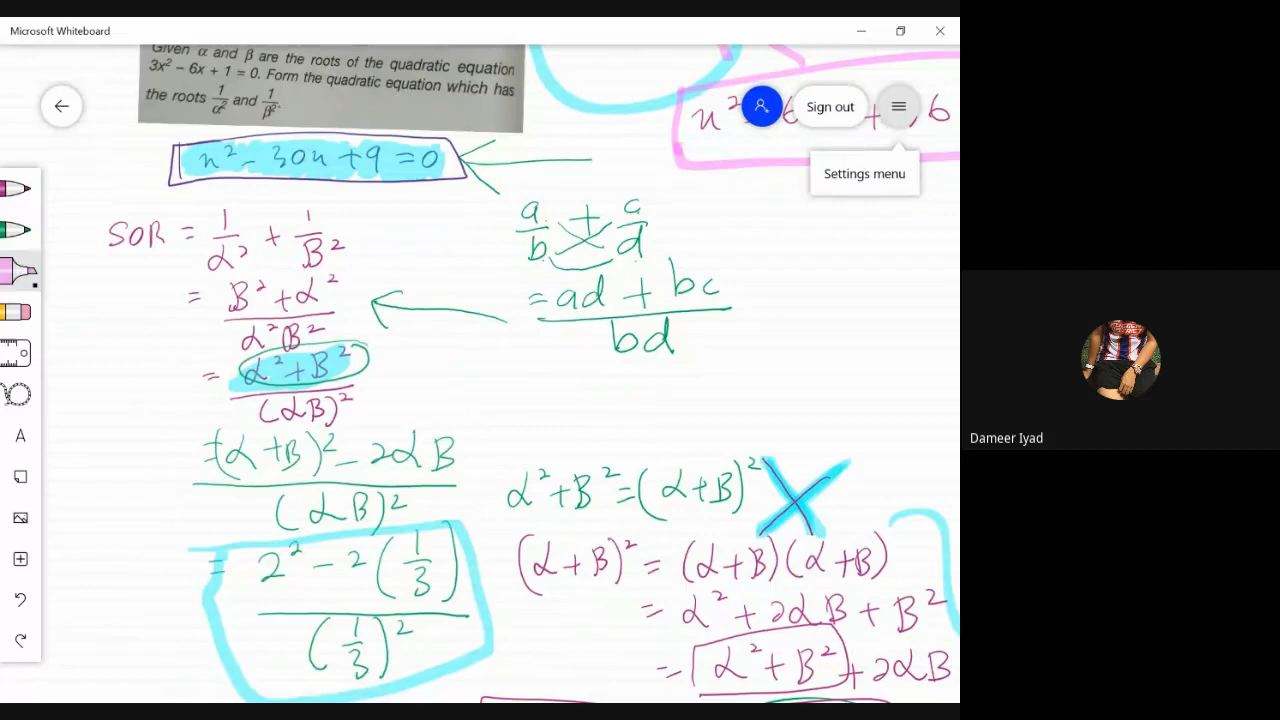 Microsoft Whiteboard
Given α and β are the roots of the quadratic equation
3x² – 6x + 1 = 0. Form the quadratic equation which has
the roots 1/α² and 1/β².
x² - 30x + 9 = 0
Sign out
Settings menu
SOR = 1/α² + 1/β²
= β² + α² / α²β²
= α² + β² / (αβ)²
= (α + β)² - 2αβ / (αβ)²
= 2² - 2(1/3) / (1/3)²
a/b + c/d
= ad + bc / bd
α² + β² = (α + β)²
(α + β)² = (α + β)(α + β)
= α² + 2αβ + β²
= α² + β² + 2αβ
Dameer Iyad